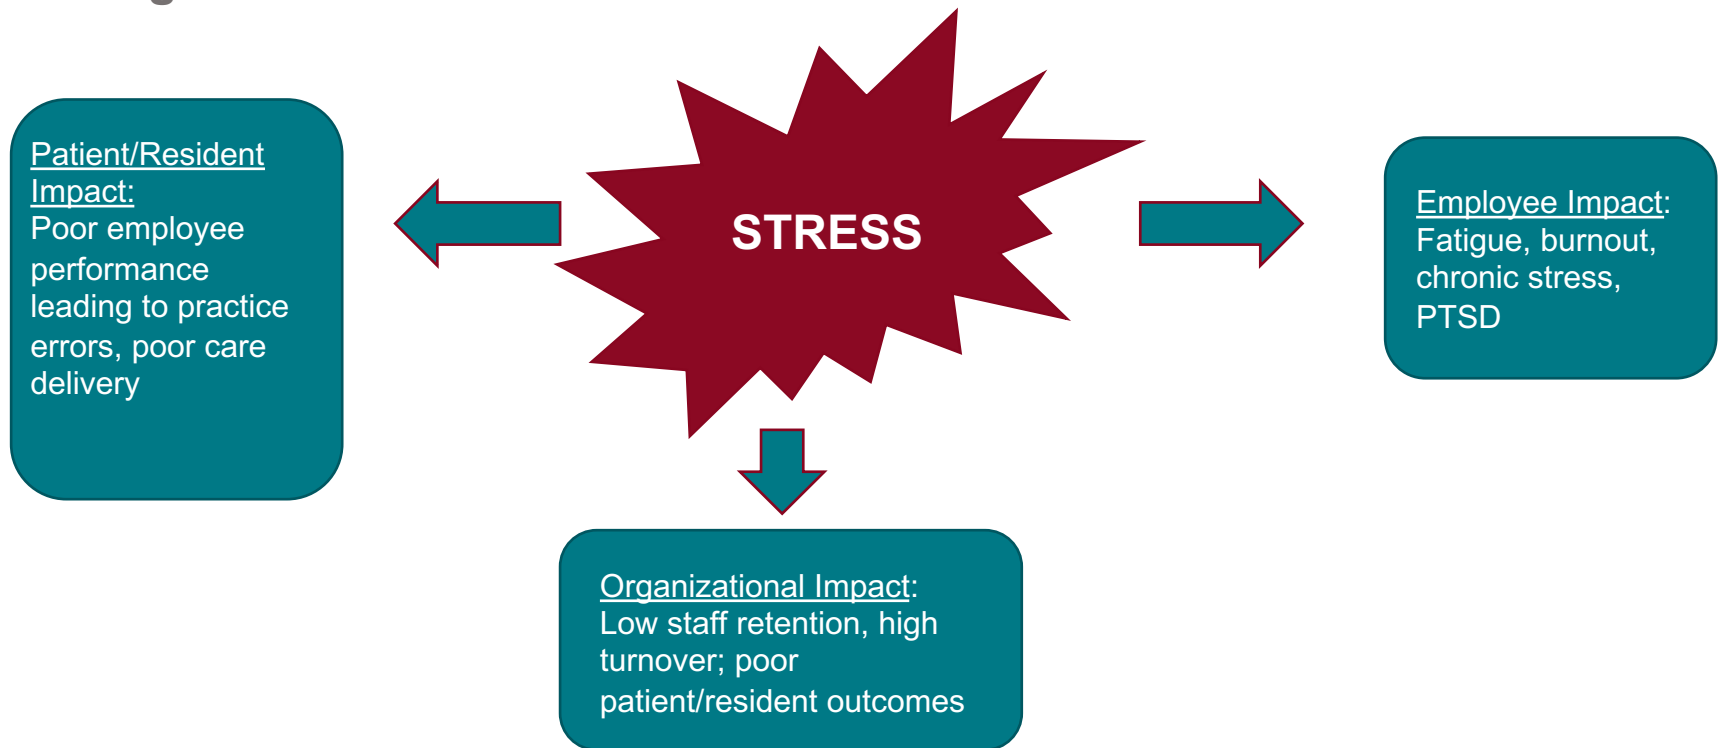 STRESS
Patient/Resident
Impact:
Poor employee
performance
leading to practice
errors, poor care
delivery
Employee Impact:
Fatigue, burnout,
chronic stress,
PTSD
Organizational Impact:
Low staff retention, high
turnover; poor
patient/resident outcomes